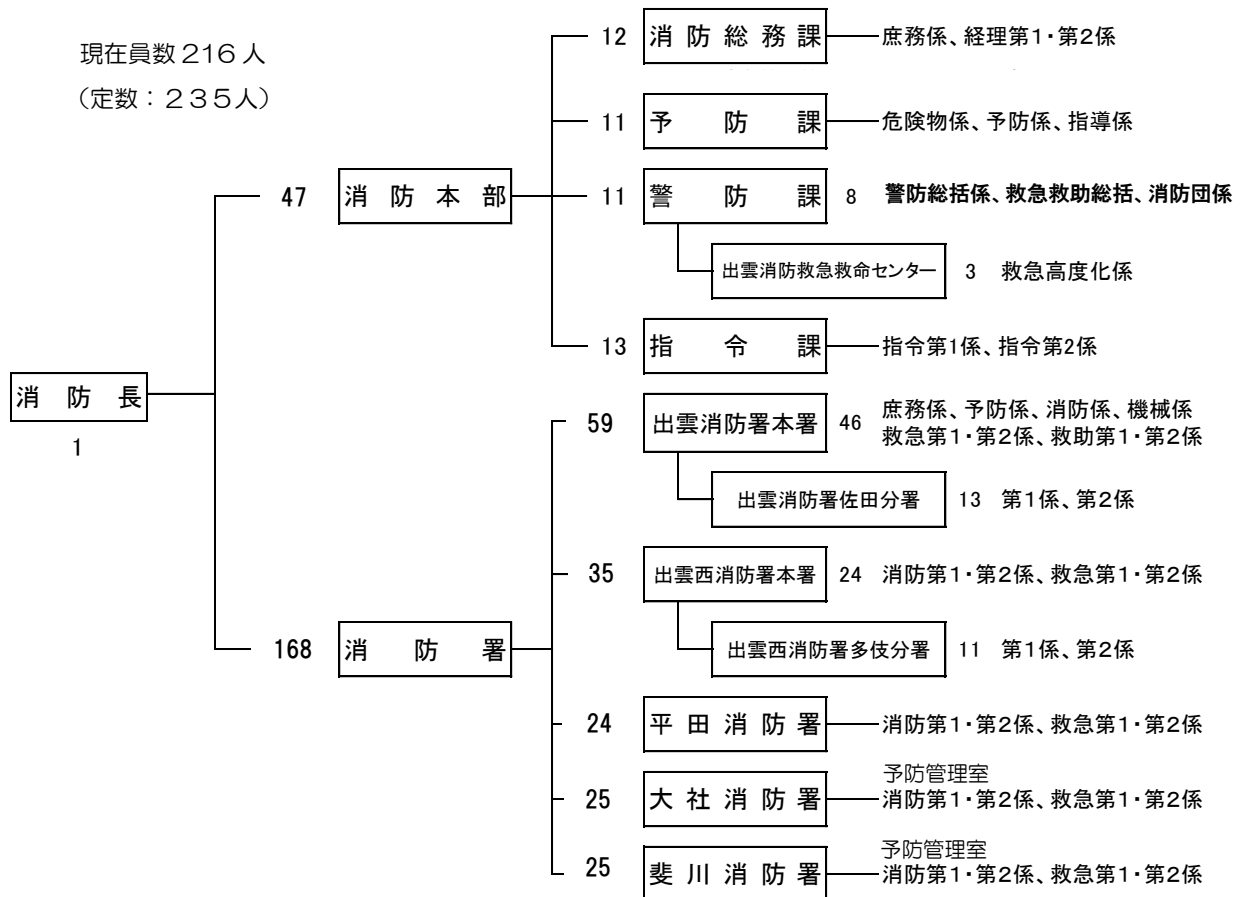 現在員数216人
（定数：235人）
12 消防総務課 庶務係、経理第1・第2係
11 予防課 危険物係、予防係、指導係
47 消防本部
11 警防課 8 警防総括係、救急救助総括、消防団係
出雲消防救急救命センター 3 救急高度化係
13 指令課 指令第1係、指令第2係
消防長
1
59 出雲消防署本署 46 庶務係、予防係、消防係、機械係
救急第1・第2係、救助第1・第2係
出雲消防署佐田分署 13 第1係、第2係
35 出雲西消防署本署 24 消防第1・第2係、救急第1・第2係
168 消防署
出雲西消防署多伎分署 11 第1係、第2係
24 平田消防署 消防第1・第2係、救急第1・第2係
予防管理室
25 大社消防署 消防第1・第2係、救急第1・第2係
予防管理室
25 斐川消防署 消防第1・第2係、救急第1・第2係